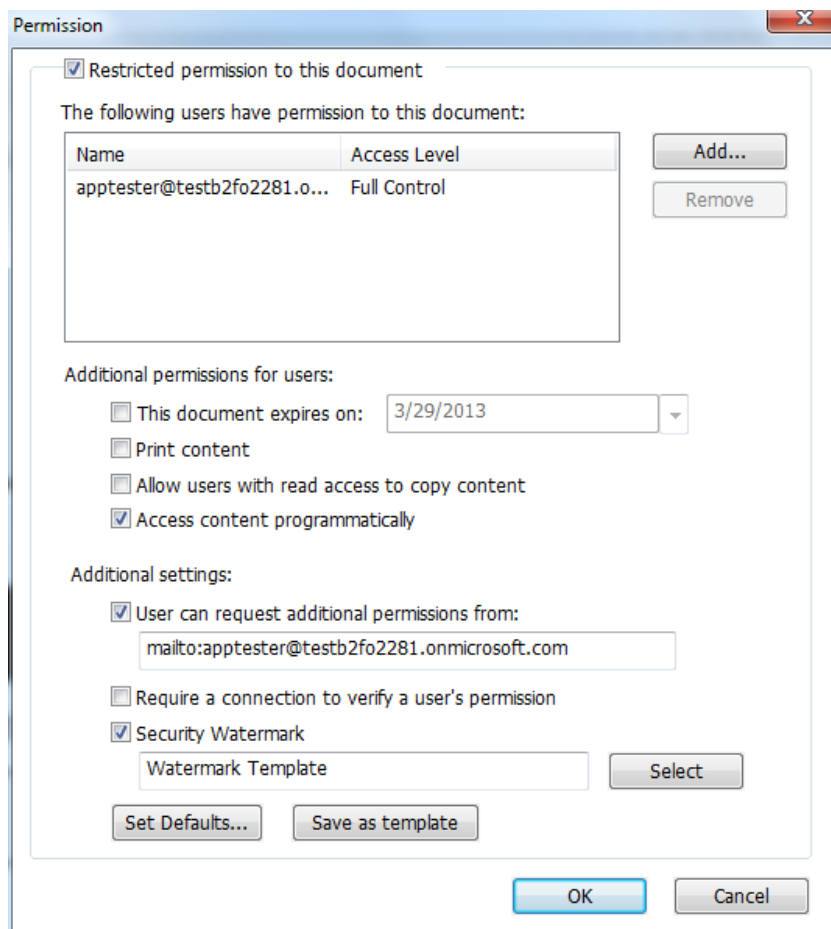 Permission
Restricted permission to this document
The following users have permission to this document:
Name Access Level
Add...
apptester@testb2fo2281.o... Full Control
Remove
Additional permissions for users:
This document expires on: 3/29/2013
Print content
Allow users with read access to copy content
Access content programmatically
Additional settings:
User can request additional permissions from:
mailto:apptester@testb2fo2281.onmicrosoft.com
Require a connection to verify a user's permission
Security Watermark
Watermark Template Select
Set Defaults... Save as template
OK Cancel